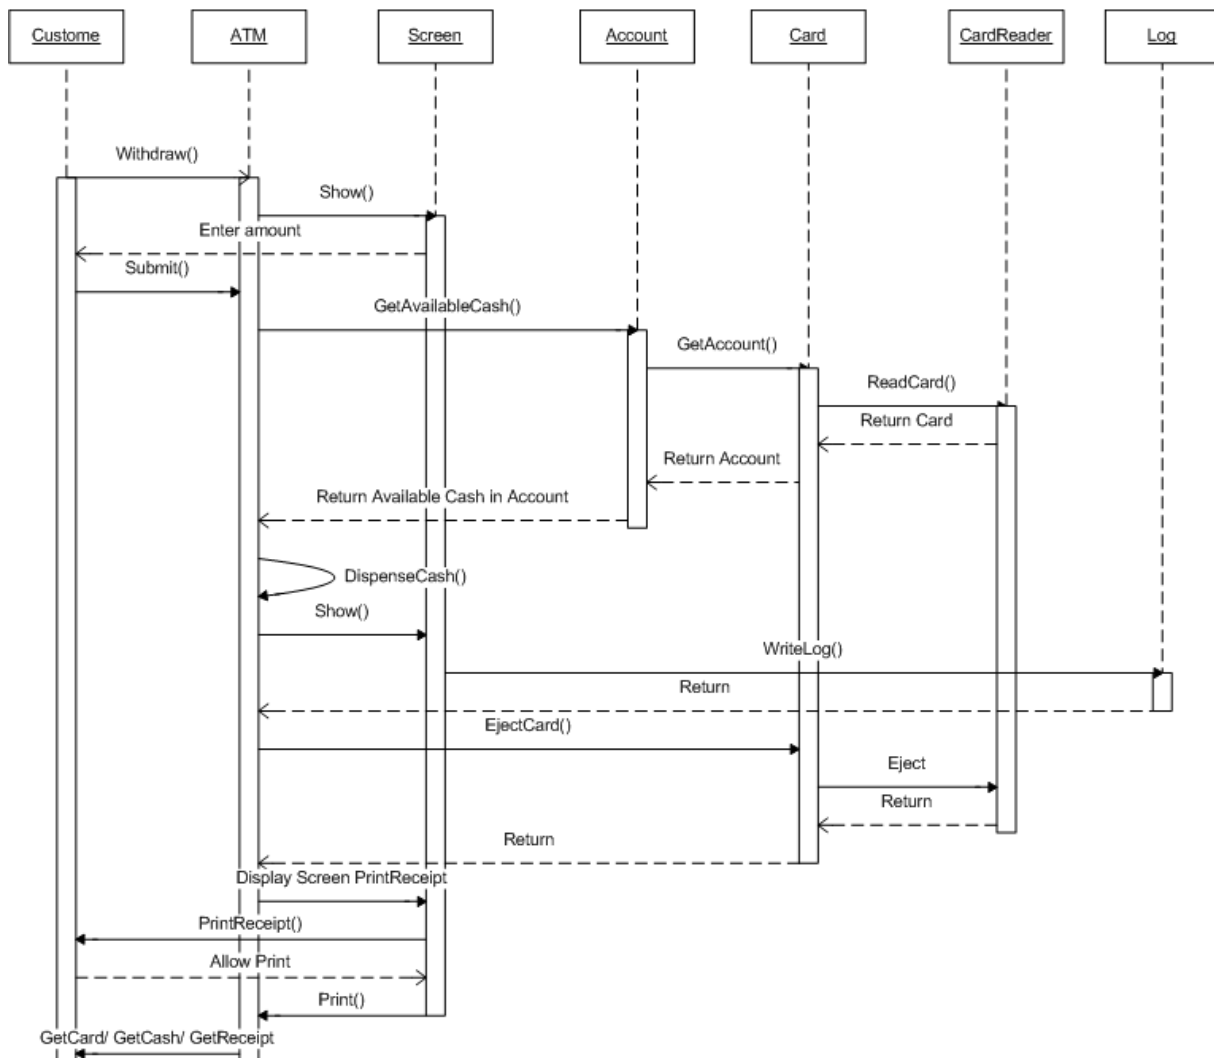 Custome
ATM
Screen
Account
Card
CardReader
Log
Withdraw()
Show()
Enter amount
Submit()
GetAvailableCash()
GetAccount()
ReadCard()
Return Card
Return Account
Return Available Cash in Account
DispenseCash()
Show()
WriteLog()
Return
EjectCard()
Eject
Return
Return
Display Screen PrintReceipt
PrintReceipt()
Allow Print
Print()
GetCard/ GetCash/ GetReceipt